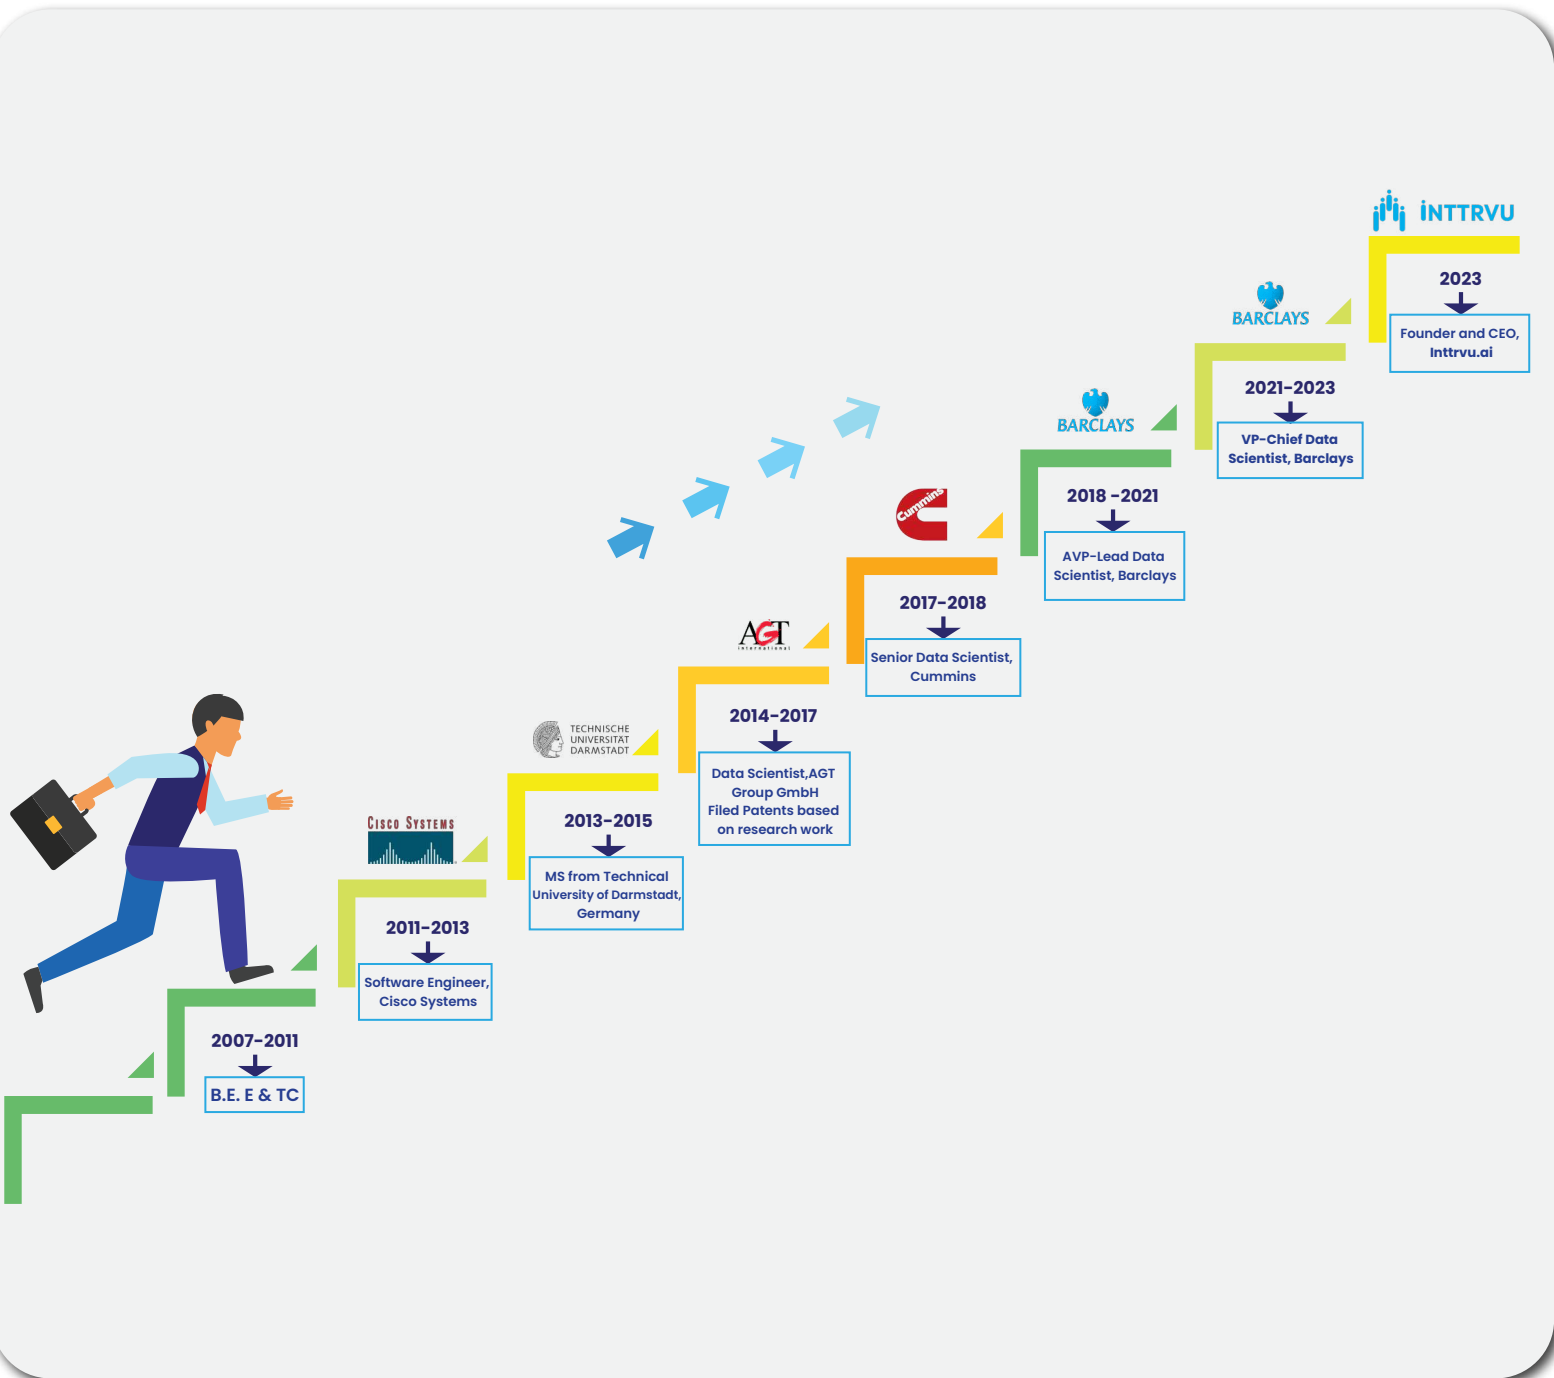 INTTRVU
2023
Founder and CEO,
Inttrvu.ai
BARCLAYS
2021-2023
VP-Chief Data
Scientist, Barclays
BARCLAYS
2018 -2021
AVP-Lead Data
Scientist, Barclays
Cummins
2017-2018
Senior Data Scientist,
Cummins
AGT
international
2014-2017
Data Scientist,AGT
Group GmbH
Filed Patents based
on research work
TECHNISCHE
UNIVERSITÄT
DARMSTADT
2013-2015
MS from Technical
University of Darmstadt,
Germany
CISCO SYSTEMS
2011-2013
Software Engineer,
Cisco Systems
2007-2011
B.E. E & TC